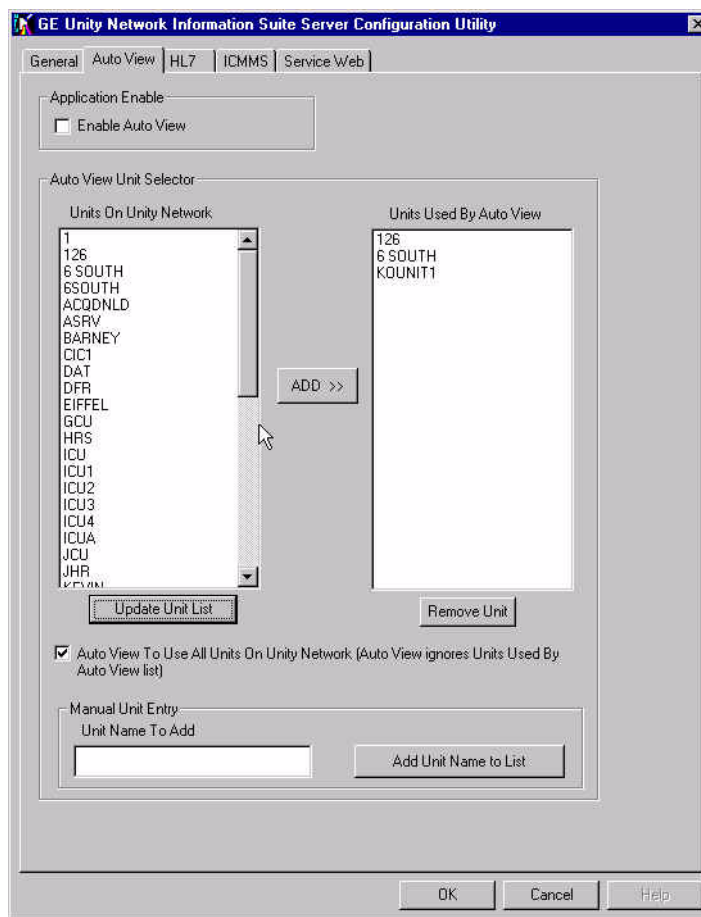 GE Unity Network Information Suite Server Configuration Utility
General Auto View HL7 ICMMS Service Web
Application Enable
Enable Auto View
Auto View Unit Selector
Units On Unity Network
1
126
6 SOUTH
6SOUTH
ACQDNLD
ASRV
BARNEY
CIC1
DAT
DFR
EIFFEL
GCU
HRS
ICU
ICU1
ICU2
ICU3
ICU4
ICUA
JCU
JHR
KEVIN
Update Unit List
ADD >>
Units Used By Auto View
126
6 SOUTH
KOUNIT1
Remove Unit
Auto View To Use All Units On Unity Network (Auto View ignores Units Used By
Auto View list)
Manual Unit Entry
Unit Name To Add
Add Unit Name to List
OK Cancel Help